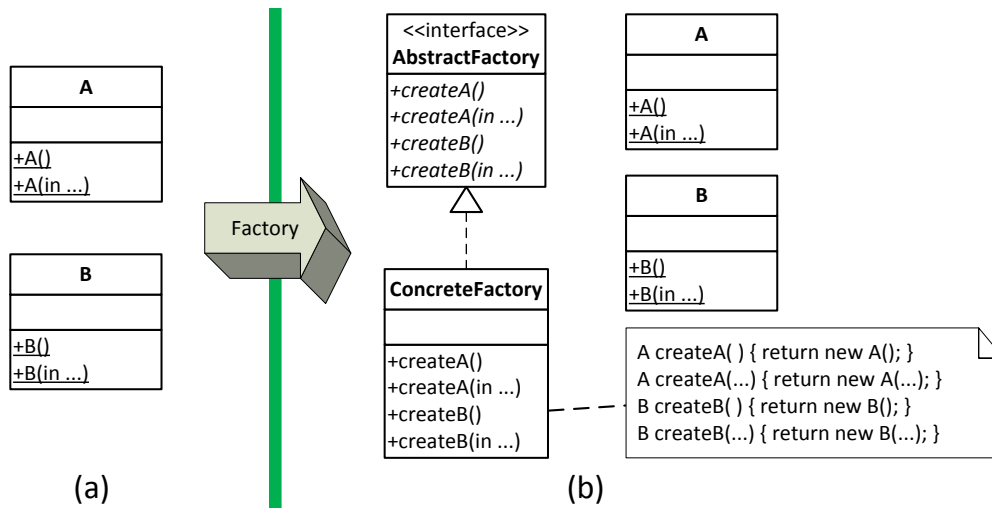 A
+A()
+A(in ...)
B
+B()
+B(in ...)
(a)
Factory
<<interface>>
AbstractFactory
+createA()
+createA(in ...)
+createB()
+createB(in ...)
ConcreteFactory
+createA()
+createA(in ...)
+createB()
+createB(in ...)
A
+A()
+A(in ...)
B
+B()
+B(in ...)
A createA( ) { return new A(); }
A createA(...) { return new A(...); }
B createB( ) { return new B(); }
B createB(...) { return new B(...); }
(b)